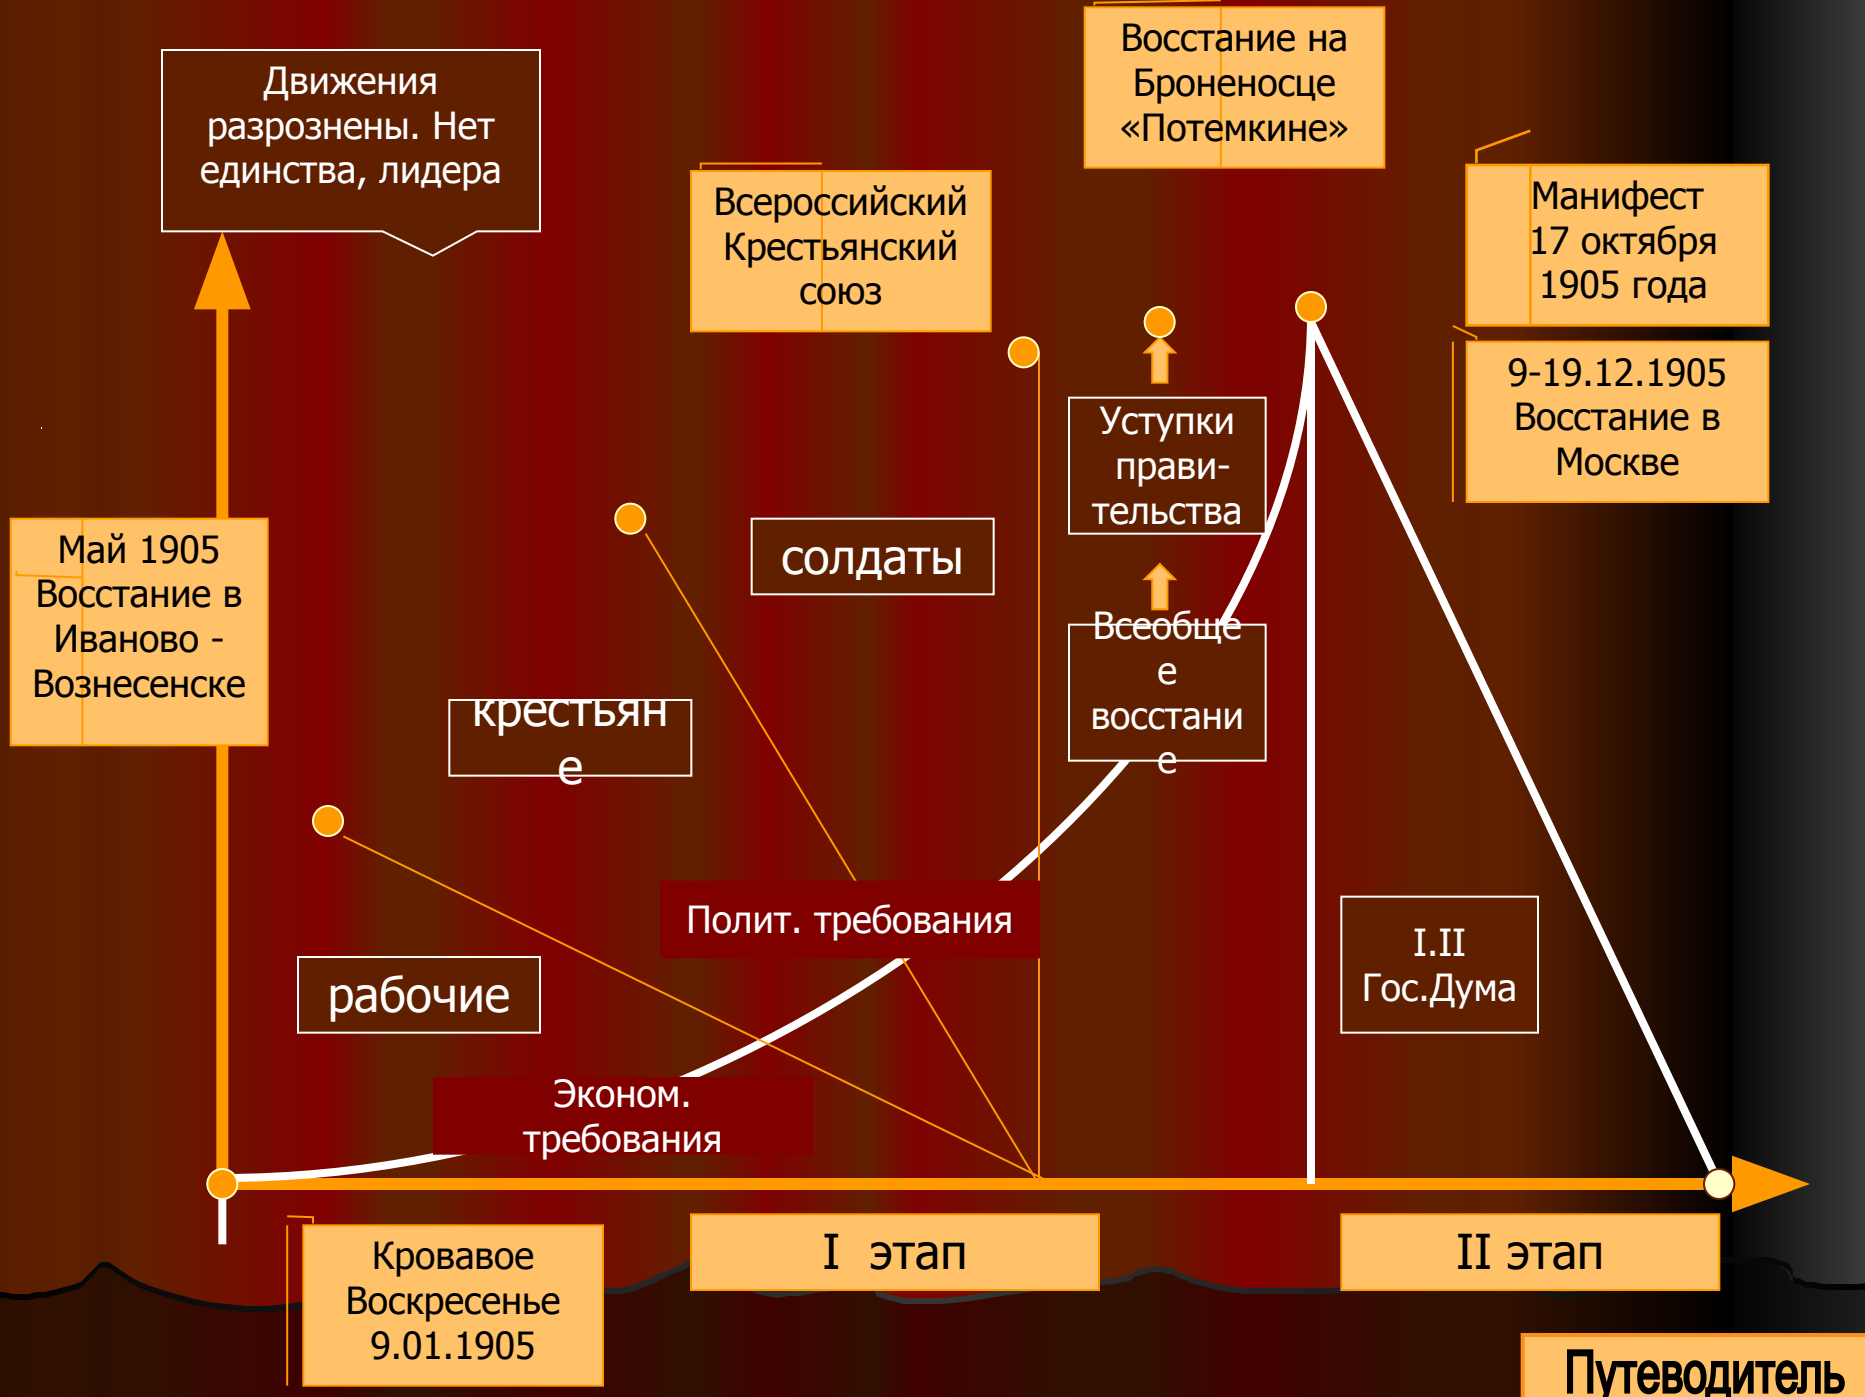 Движения
разрознены. Нет
единства, лидера
Восстание на
Броненосце
«Потемкине»
Всероссийский
Крестьянский
союз
Манифест
17 октября
1905 года
9-19.12.1905
Восстание в
Москве
Уступки
прави-
тельства
Май 1905
Восстание в
Иваново -
Вознесенске
солдаты
Всеобще
е
восстани
е
крестьян
е
Полит. требования
рабочие
I.II
Гос.Дума
Эконом.
требования
I этап
II этап
Кровавое
Воскресенье
9.01.1905
Путеводитель